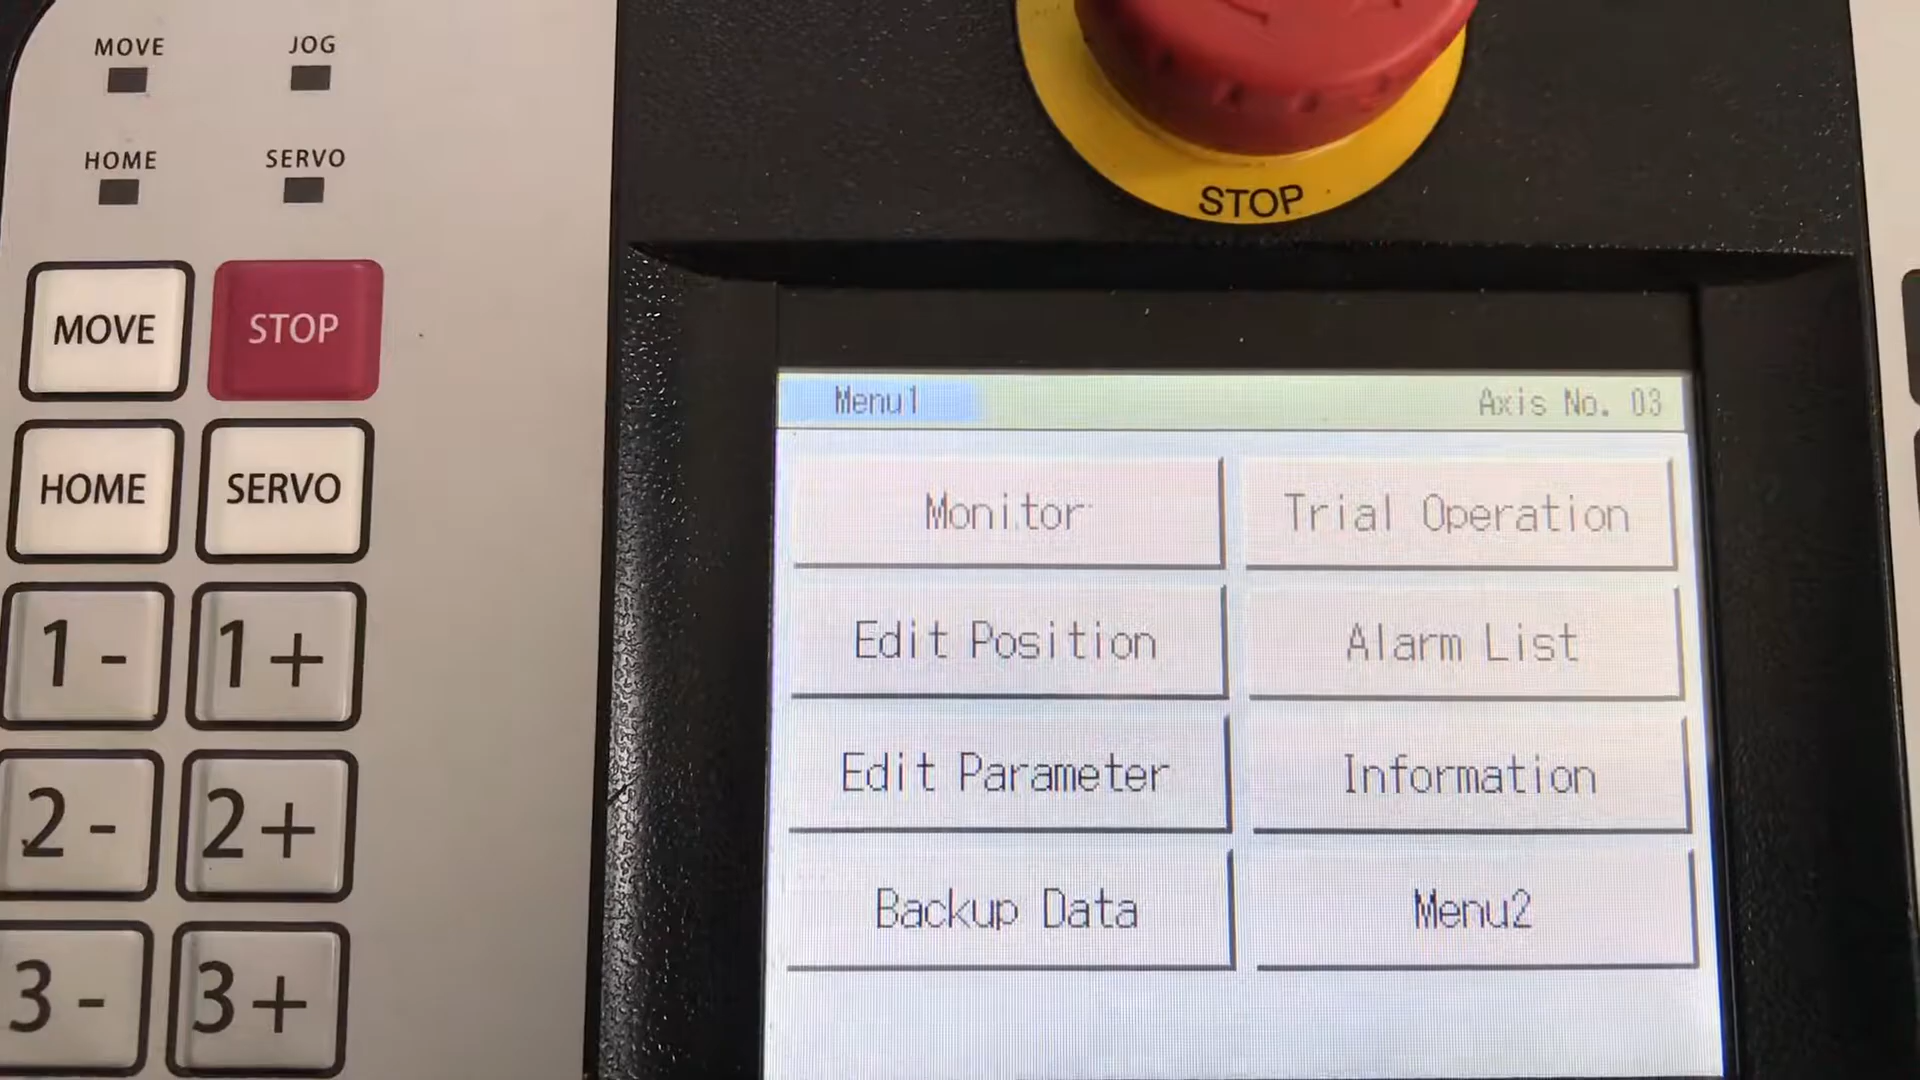 MOVE JOG
HOME SERVO
MOVE STOP
HOME SERVO
1 - 1 +
2 - 2 +
3 - 3 +
STOP
Menu1 Axis No. 03
Monitor Trial Operation
Edit Position Alarm List
Edit Parameter Information
Backup Data Menu2